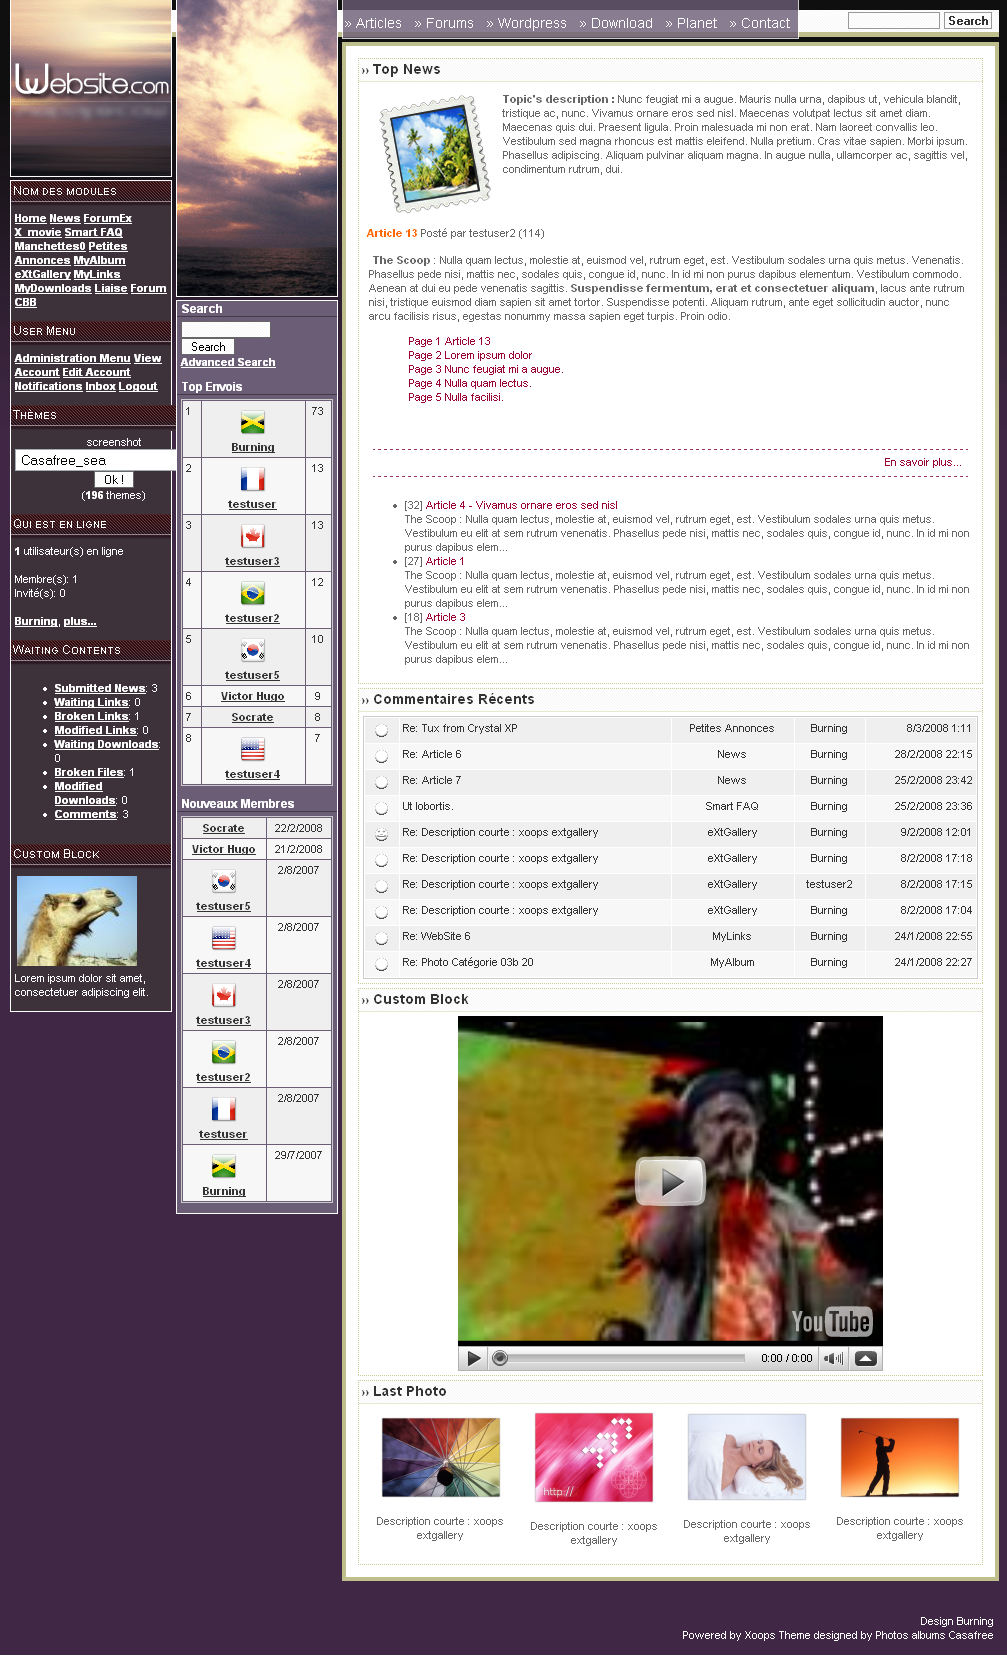 » Articles » Forums » Wordpress » Download » Planet » Contact
Search
Website.com
Nom des modules
Home News ForumEx
X_movie Smart FAQ
Manchettes0 Petites
Annonces MyAlbum
eXtGallery MyLinks
MyDownloads Liaise Forum
CBB
User Menu
Administration Menu View
Account Edit Account
Notifications Inbox Logout
Thèmes
screenshot
Casafree_sea
Ok !
(196 themes)
Qui est en ligne
1 utilisateur(s) en ligne
Membre(s): 1
Invité(s): 0
Burning, plus...
Waiting Contents
• Submitted News: 3
• Waiting Links: 0
• Broken Links: 1
• Modified Links: 0
• Waiting Downloads:
0
• Broken Files: 1
• Modified
Downloads: 0
• Comments: 3
Custom Block
Lorem ipsum dolor sit amet,
consectetuer adipiscing elit.
Search
Search
Advanced Search
Top Envois
1 Burning 73
2 testuser 13
3 testuser3 13
4 testuser2 12
5 testuser5 10
6 Victor Hugo 9
7 Socrate 8
8 testuser4 7
Nouveaux Membres
Socrate 22/2/2008
Victor Hugo 21/2/2008
testuser5 2/8/2007
testuser4 2/8/2007
testuser3 2/8/2007
testuser2 2/8/2007
testuser 2/8/2007
Burning 29/7/2007
›› Top News
Topic's description : Nunc feugiat mi a augue. Mauris nulla urna, dapibus ut, vehicula blandit,
tristique ac, nunc. Vivamus ornare eros sed nisl. Maecenas volutpat lectus sit amet diam.
Maecenas quis dui. Praesent ligula. Proin malesuada mi non erat. Nam laoreet convallis leo.
Vestibulum sed magna rhoncus est mattis eleifend. Nulla pretium. Cras vitae sapien. Morbi ipsum.
Phasellus adipiscing. Aliquam pulvinar aliquam magna. In augue nulla, ullamcorper ac, sagittis vel,
condimentum rutrum, dui.
Article 13 Posté par testuser2 (114)
The Scoop : Nulla quam lectus, molestie at, euismod vel, rutrum eget, est. Vestibulum sodales urna quis metus. Venenatis.
Phasellus pede nisi, mattis nec, sodales quis, congue id, nunc. In id mi non purus dapibus elementum. Vestibulum commodo.
Aenean at dui eu pede venenatis sagittis. Suspendisse fermentum, erat et consectetuer aliquam, lacus ante rutrum
nisi, tristique euismod diam sapien sit amet tortor. Suspendisse potenti. Aliquam rutrum, ante eget sollicitudin auctor, nunc
arcu facilisis risus, egestas nonummy massa sapien eget turpis. Proin odio.
Page 1 Article 13
Page 2 Lorem ipsum dolor
Page 3 Nunc feugiat mi a augue.
Page 4 Nulla quam lectus.
Page 5 Nulla facilisi.
En savoir plus...
• [32] Article 4 - Vivamus ornare eros sed nisl
The Scoop : Nulla quam lectus, molestie at, euismod vel, rutrum eget, est. Vestibulum sodales urna quis metus.
Vestibulum eu elit at sem rutrum venenatis. Phasellus pede nisi, mattis nec, sodales quis, congue id, nunc. In id mi non
purus dapibus elem...
• [27] Article 1
The Scoop : Nulla quam lectus, molestie at, euismod vel, rutrum eget, est. Vestibulum sodales urna quis metus.
Vestibulum eu elit at sem rutrum venenatis. Phasellus pede nisi, mattis nec, sodales quis, congue id, nunc. In id mi non
purus dapibus elem...
• [18] Article 3
The Scoop : Nulla quam lectus, molestie at, euismod vel, rutrum eget, est. Vestibulum sodales urna quis metus.
Vestibulum eu elit at sem rutrum venenatis. Phasellus pede nisi, mattis nec, sodales quis, congue id, nunc. In id mi non
purus dapibus elem...
›› Commentaires Récents
Re: Tux from Crystal XP Petites Annonces Burning 8/3/2008 1:11
Re: Article 6 News Burning 28/2/2008 22:15
Re: Article 7 News Burning 25/2/2008 23:42
Ut lobortis. Smart FAQ Burning 25/2/2008 23:36
Re: Description courte : xoops extgallery eXtGallery Burning 9/2/2008 12:01
Re: Description courte : xoops extgallery eXtGallery Burning 8/2/2008 17:18
Re: Description courte : xoops extgallery eXtGallery testuser2 8/2/2008 17:15
Re: Description courte : xoops extgallery eXtGallery Burning 8/2/2008 17:04
Re: WebSite 6 MyLinks Burning 24/1/2008 22:55
Re: Photo Catégorie 03b 20 MyAlbum Burning 24/1/2008 22:27
›› Custom Block
YouTube
0:00 / 0:00
›› Last Photo
http://
Description courte : xoops
extgallery
Description courte : xoops
extgallery
Description courte : xoops
extgallery
Description courte : xoops
extgallery
Design Burning
Powered by Xoops Theme designed by Photos albums Casafree